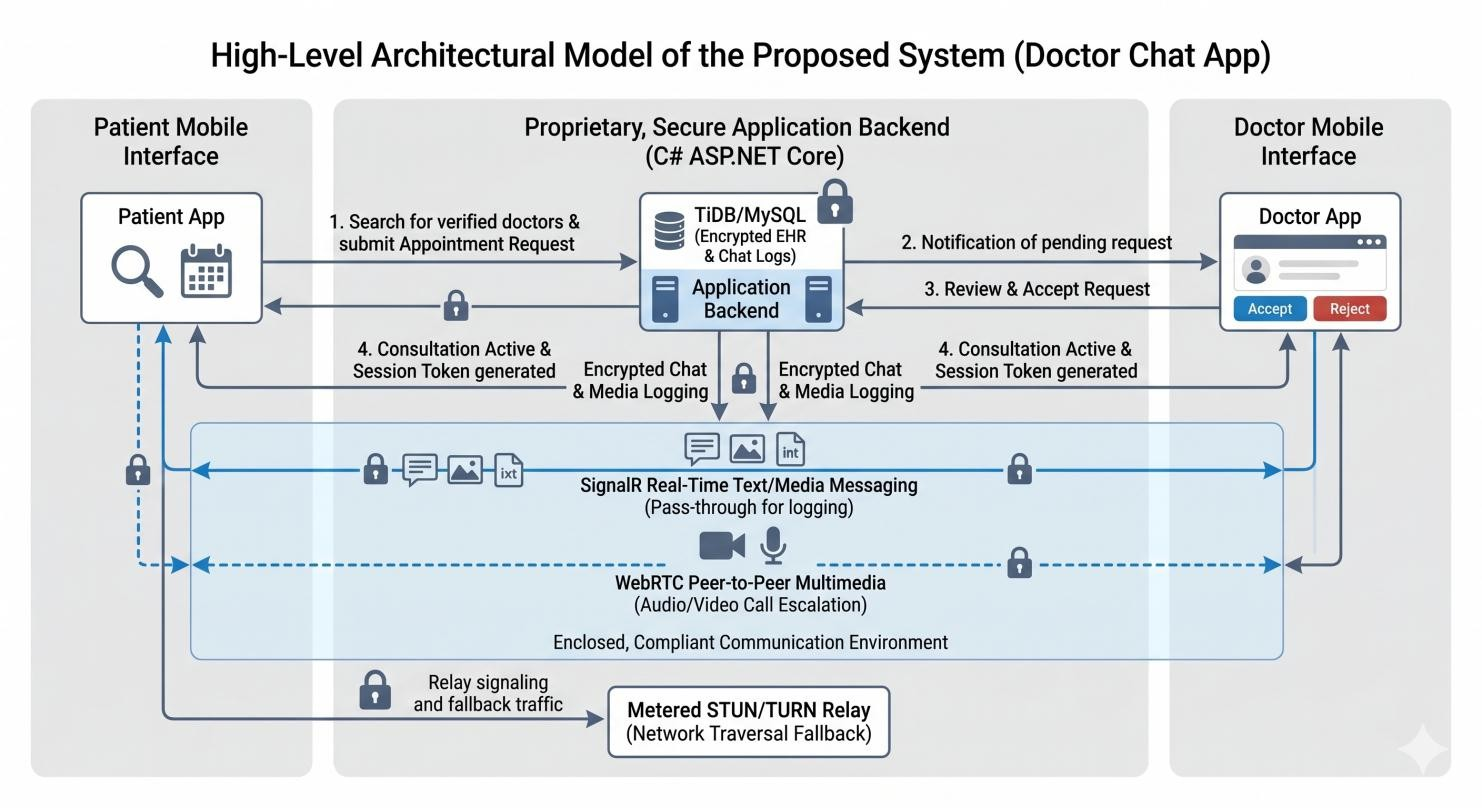 High-Level Architectural Model of the Proposed System (Doctor Chat App)
Patient Mobile
Interface
Proprietary, Secure Application Backend
(C# ASP.NET Core)
Doctor Mobile
Interface
Patient App
1. Search for verified doctors &
submit Appointment Request
TiDB/MySQL
(Encrypted EHR
& Chat Logs)
Application
Backend
2. Notification of pending request
3. Review & Accept Request
Doctor App
Accept
Reject
4. Consultation Active &
Session Token generated
Encrypted Chat
& Media Logging
Encrypted Chat
& Media Logging
4. Consultation Active &
Session Token generated
int
ixt
SignalR Real-Time Text/Media Messaging
(Pass-through for logging)
WebRTC Peer-to-Peer Multimedia
(Audio/Video Call Escalation)
Enclosed, Compliant Communication Environment
Relay signaling
and fallback traffic
Metered STUN/TURN Relay
(Network Traversal Fallback)